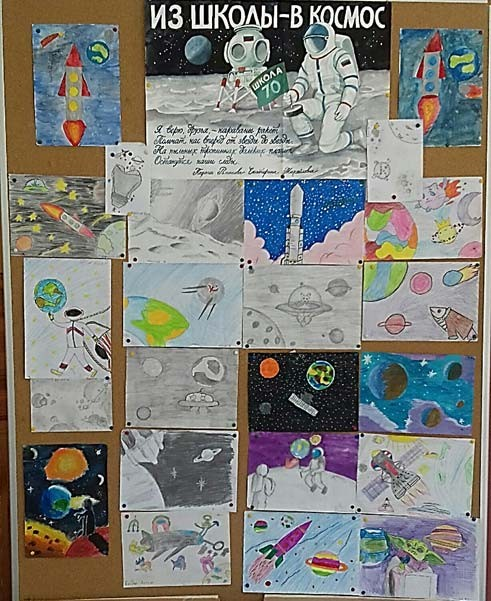 ИЗ ШКОЛЫ-В КОСМОС
ШКОЛА
70
Я верю, друзья, - караваны ракет
Помчат нас вперед от звезды до звезды.
На пыльных тропинках далёких планет
Останутся наши следы.